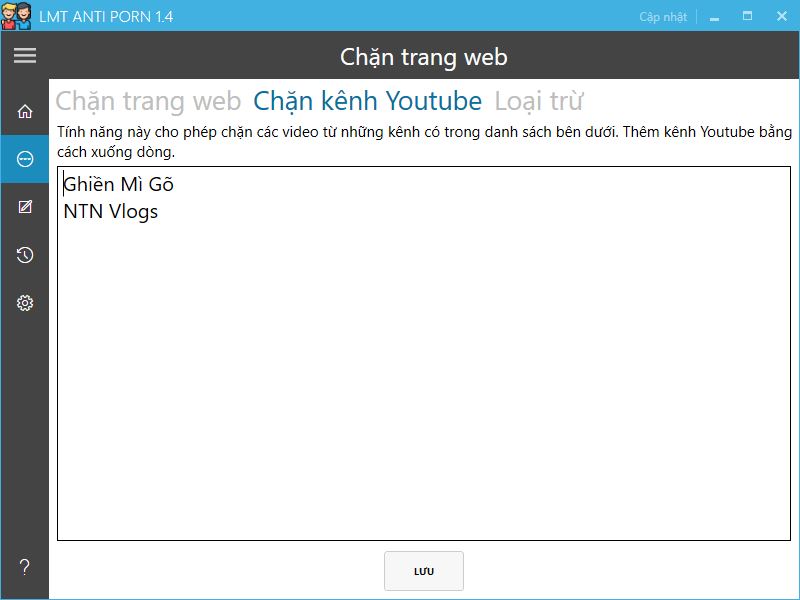 LMT ANTI PORN 1.4
Cập nhật
Chặn trang web
Chặn trang web Chặn kênh Youtube Loại trừ
Tính năng này cho phép chặn các video từ những kênh có trong danh sách bên dưới. Thêm kênh Youtube bằng
cách xuống dòng.
Ghiền Mì Gõ
NTN Vlogs
LƯU
?